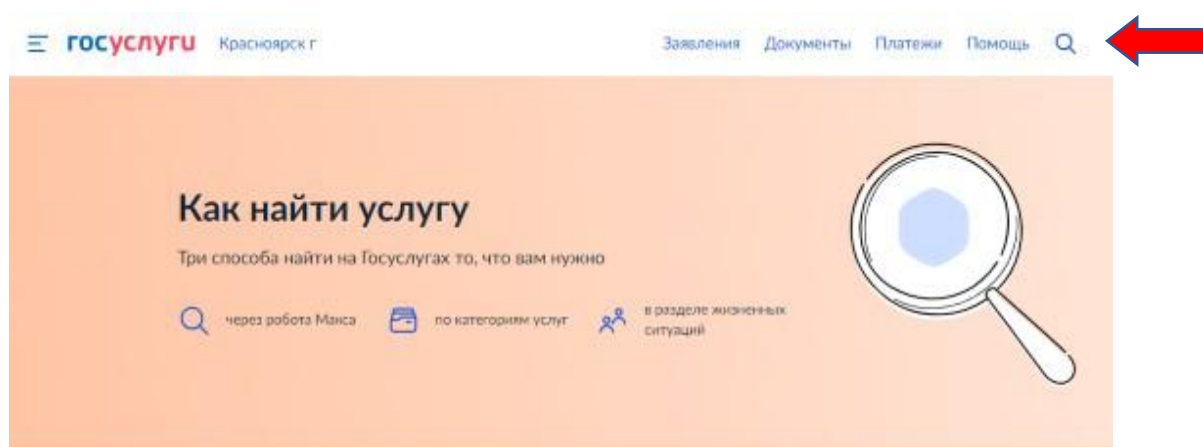 госуслуги Красноярск г Заявления Документы Платежи Помощь
Как найти услугу
Три способа найти на Госуслугах то, что вам нужно
через робота Макса по категориям услуг в разделе жизненных
ситуаций